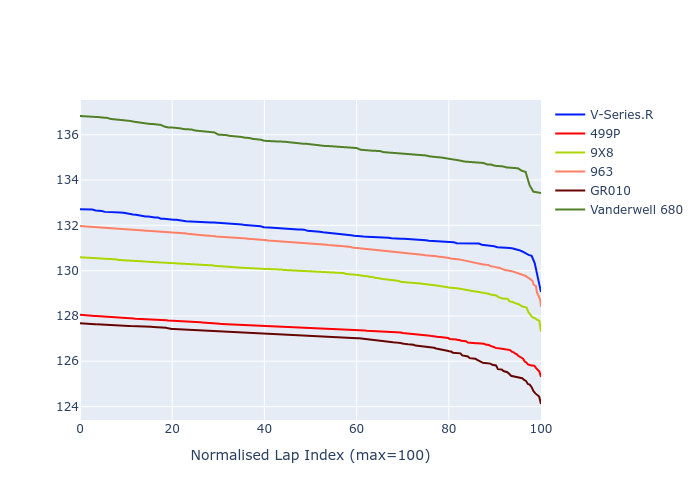 136
134
132
130
128
126
124
0 20 40 60 80 100
Normalised Lap Index (max=100)
V-Series.R
499P
9X8
963
GR010
Vanderwell 680